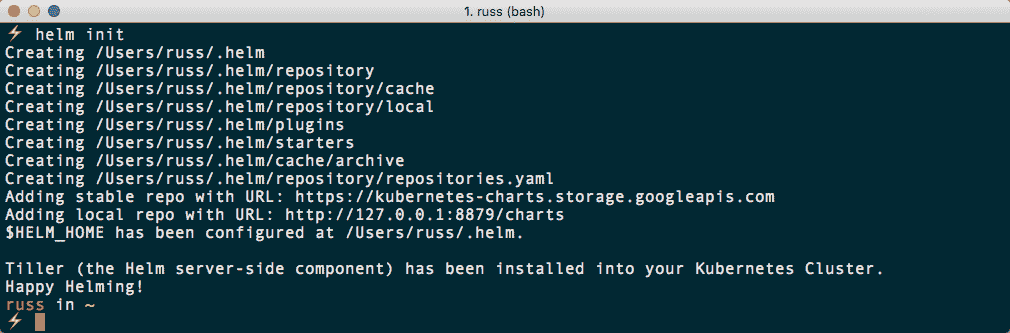 1. russ (bash)
⚡ helm init
Creating /Users/russ/.helm
Creating /Users/russ/.helm/repository
Creating /Users/russ/.helm/repository/cache
Creating /Users/russ/.helm/repository/local
Creating /Users/russ/.helm/plugins
Creating /Users/russ/.helm/starters
Creating /Users/russ/.helm/cache/archive
Creating /Users/russ/.helm/repository/repositories.yaml
Adding stable repo with URL: https://kubernetes-charts.storage.googleapis.com
Adding local repo with URL: http://127.0.0.1:8879/charts
$HELM_HOME has been configured at /Users/russ/.helm.
Tiller (the Helm server-side component) has been installed into your Kubernetes Cluster.
Happy Helming!
russ in ~
⚡